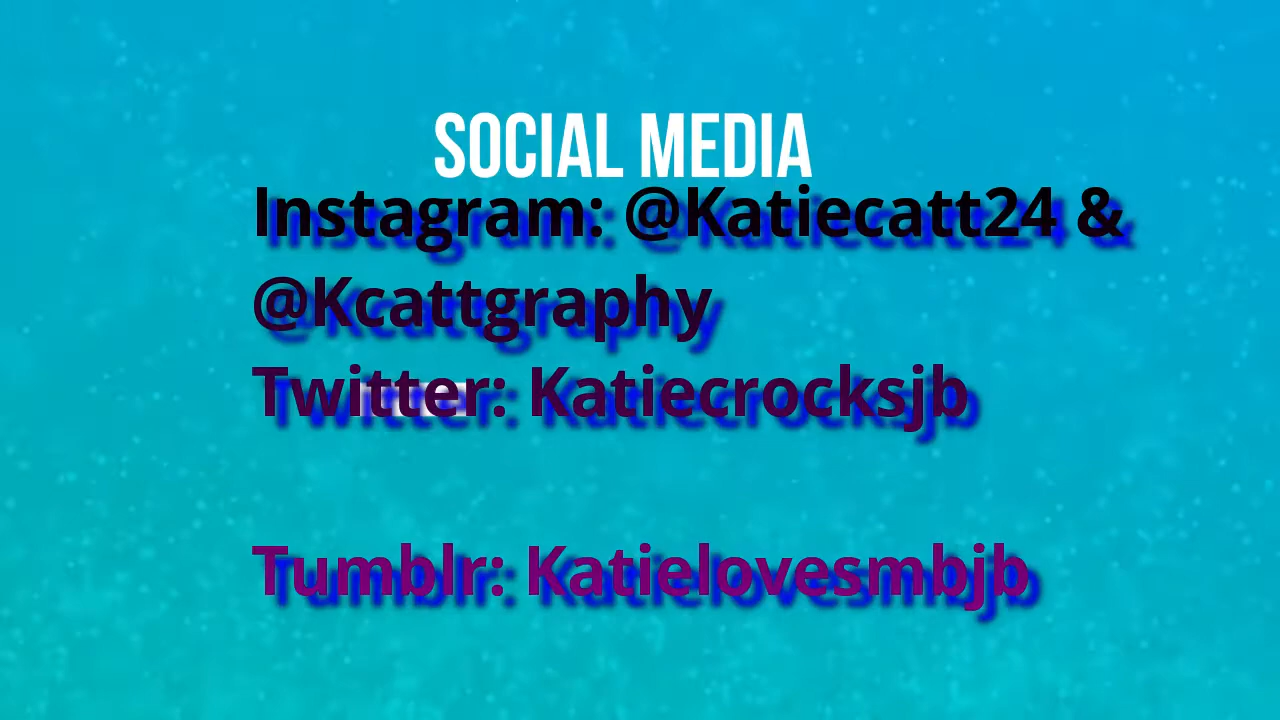 SOCIAL MEDIA
Instagram: @Katiecatt24 &
@Kcattgraphy
Twitter: Katiecrocksjb
Tumblr: Katielovesmbjb